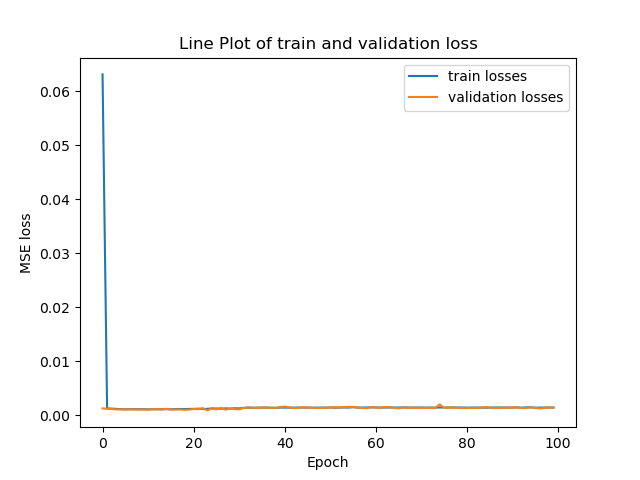 Line Plot of train and validation loss
train losses
validation losses
MSE loss
0.06
0.05
0.04
0.03
0.02
0.01
0.00
0 20 40 60 80 100
Epoch